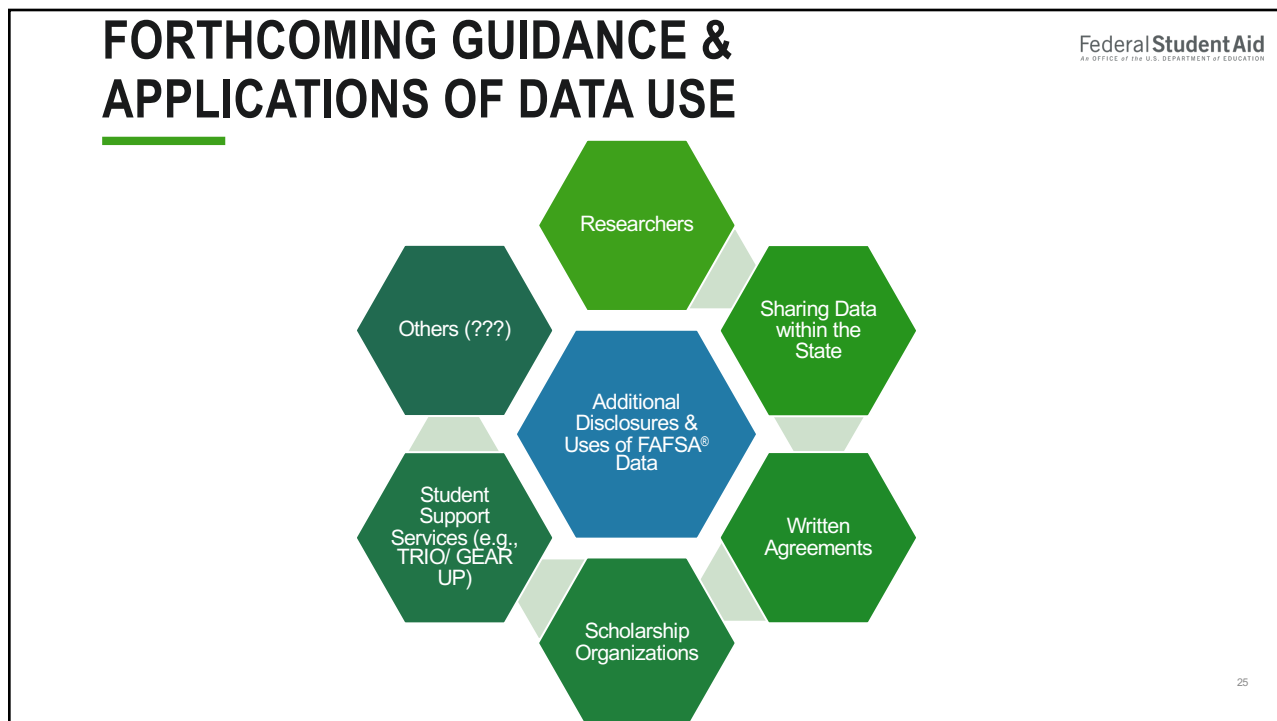 FORTHCOMING GUIDANCE &
APPLICATIONS OF DATA USE
Federal Student Aid
An OFFICE of the U.S. DEPARTMENT of EDUCATION
Researchers
Sharing Data
within the
State
Written
Agreements
Scholarship
Organizations
Student
Support
Services (e.g.,
TRIO/ GEAR
UP)
Others (???)
Additional
Disclosures &
Uses of FAFSA®
Data
25